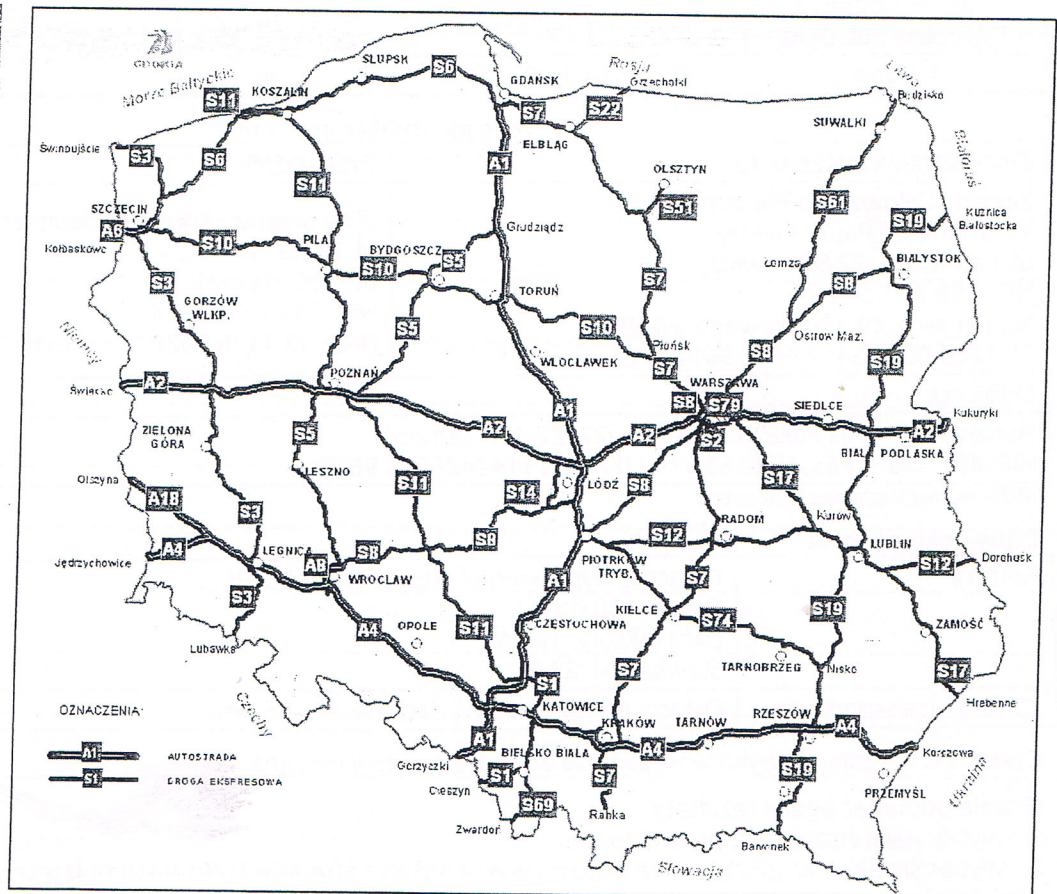 GDDKIA
Morze Bałtyckie
Rosja
Litwa
Białoruś
SŁUPSK
S6
GDAŃSK
Grzechotki
Budzisko
S11
KOSZALIN
S7
S22
SUWAŁKI
Świnoujście
S3
S6
ELBLĄG
A1
OLSZTYN
S11
S51
S61
S19
Kuźnica
Białostocka
SZCZECIN
A6
Kołbaskowo
S10
PIŁA
BYDGOSZCZ
S5
Grudziądz
BIAŁYSTOK
S3
S10
Łomża
S8
GORZÓW
WLKP.
TORUŃ
S7
S5
S10
Płońsk
Ostrów Maz.
Niemcy
WŁOCŁAWEK
S7
S8
S19
POZNAŃ
WARSZAWA
Świecko
A2
S8
S79
SIEDLCE
A1
Kukuryki
A2
A2
S2
A2
ZIELONA
GÓRA
S5
BIAŁA PODLASKA
LESZNO
S11
ŁÓDŹ
S8
S17
Olszyna
A18
S14
S3
S8
RADOM
Kurów
A4
LEGNICA
A8
S8
S12
LUBLIN
Jędrzychowice
WROCŁAW
PIOTRKÓW
TRYB.
S12
Dorohusk
A1
S7
S3
KIELCE
S19
A4
OPOLE
S11
CZĘSTOCHOWA
S74
ZAMOŚĆ
Lubawka
TARNOBRZEG
Nisko
S17
S7
Czechy
S1
Hrebenne
OZNACZENIA:
KATOWICE
KRAKÓW
TARNÓW
RZESZÓW
A1
A4
A4
A1 AUTOSTRADA
BIELSKO BIAŁA
Korczowa
S1 DROGA EKSPRESOWA
Gorzyczki
S1
S7
S19
PRZEMYŚL
Ukraina
Cieszyn
S69
Rabka
Zwardoń
Barwinek
Słowacja